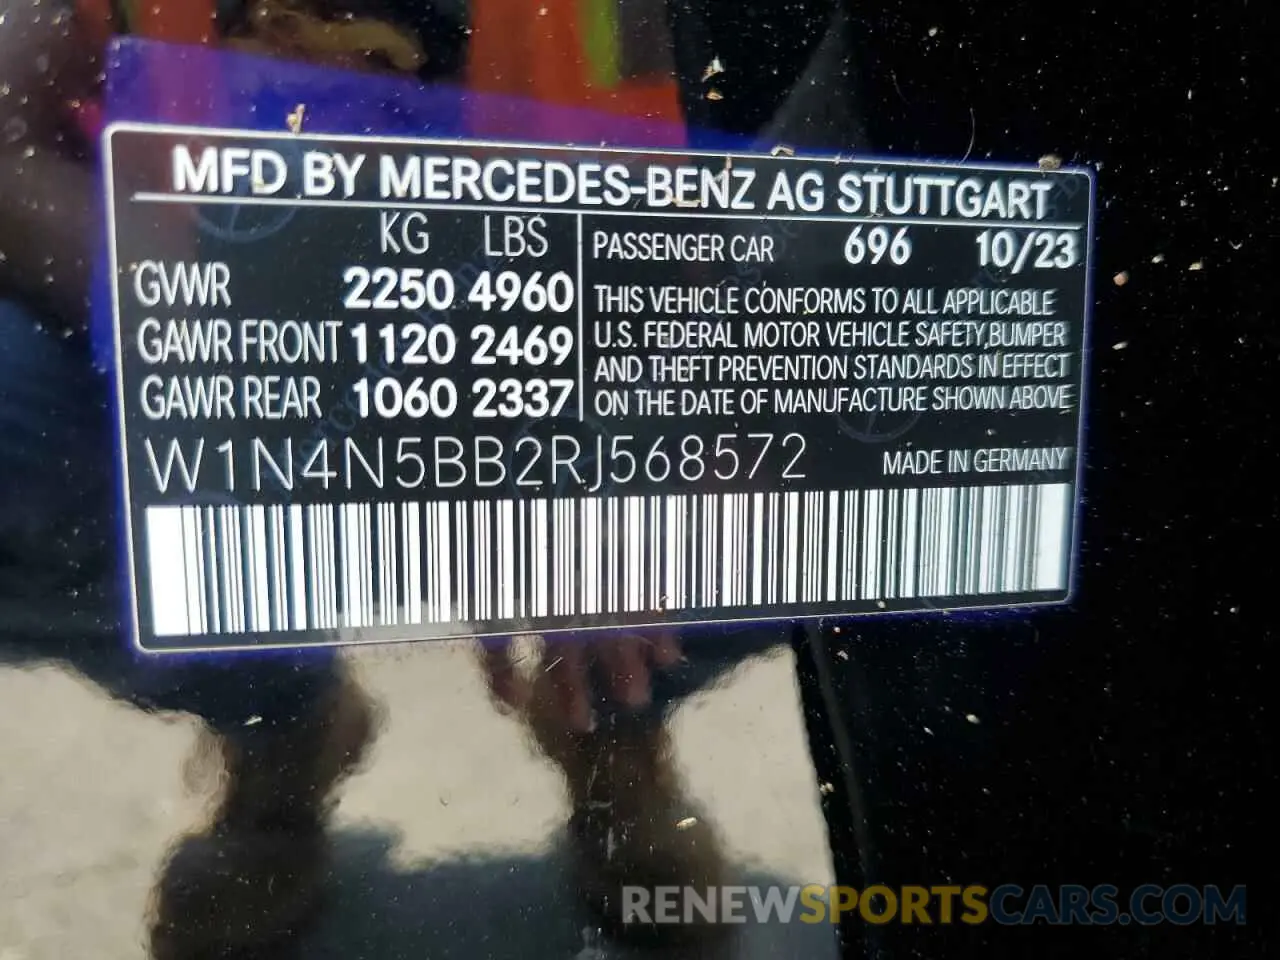 MFD BY MERCEDES-BENZ AG STUTTGART
KG LBS
GVWR 2250 4960
GAWR FRONT 1120 2469
GAWR REAR 1060 2337
PASSENGER CAR 696 10/23
THIS VEHICLE CONFORMS TO ALL APPLICABLE
U.S. FEDERAL MOTOR VEHICLE SAFETY,BUMPER
AND THEFT PREVENTION STANDARDS IN EFFECT
ON THE DATE OF MANUFACTURE SHOWN ABOVE
W1N4N5BB2RJ568572 MADE IN GERMANY
RENEWSPORTSCARS.COM